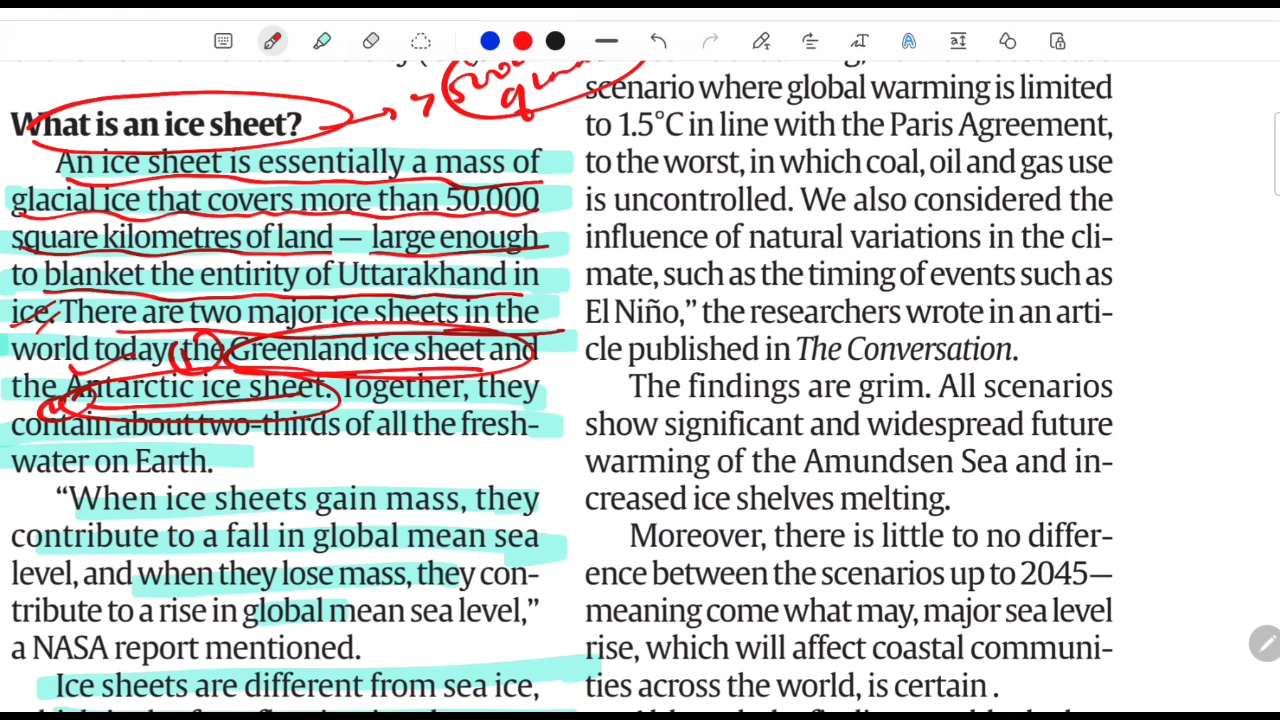 What is an ice sheet?
An ice sheet is essentially a mass of
glacial ice that covers more than 50,000
square kilometres of land — large enough
to blanket the entirity of Uttarakhand in
ice. There are two major ice sheets in the
world today: the Greenland ice sheet and
the Antarctic ice sheet. Together, they
contain about two-thirds of all the fresh-
water on Earth.
“When ice sheets gain mass, they
contribute to a fall in global mean sea
level, and when they lose mass, they con-
tribute to a rise in global mean sea level,”
a NASA report mentioned.
Ice sheets are different from sea ice,
scenario where global warming is limited
to 1.5°C in line with the Paris Agreement,
to the worst, in which coal, oil and gas use
is uncontrolled. We also considered the
influence of natural variations in the cli-
mate, such as the timing of events such as
El Niño,” the researchers wrote in an arti-
cle published in The Conversation.
The findings are grim. All scenarios
show significant and widespread future
warming of the Amundsen Sea and in-
creased ice shelves melting.
Moreover, there is little to no differ-
ence between the scenarios up to 2045—
meaning come what may, major sea level
rise, which will affect coastal communi-
ties across the world, is certain .